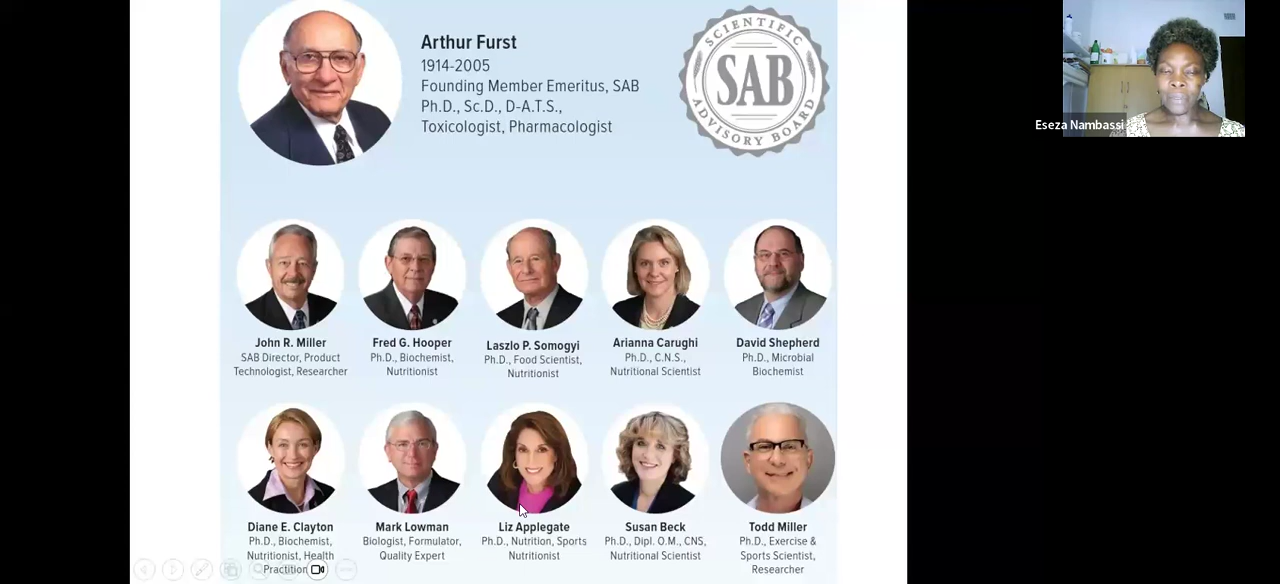 Arthur Furst
1914-2005
Founding Member Emeritus, SAB
Ph.D., Sc.D., D-A.T.S.,
Toxicologist, Pharmacologist
SCIENTIFIC
SAB
ADVISORY BOARD
Eseza Nambassi
John R. Miller
SAB Director, Product
Technologist, Researcher
Fred G. Hooper
Ph.D., Biochemist,
Nutritionist
Laszlo P. Somogyi
Ph.D., Food Scientist,
Nutritionist
Arianna Carughi
Ph.D., C.N.S.,
Nutritional Scientist
David Shepherd
Ph.D., Microbial
Biochemist
Diane E. Clayton
Ph.D., Biochemist,
Nutritionist, Health
Practition
Mark Lowman
Biologist, Formulator,
Quality Expert
Liz Applegate
Ph.D., Nutrition, Sports
Nutritionist
Susan Beck
Ph.D., Dipl. O.M., CNS,
Nutritional Scientist
Todd Miller
Ph.D., Exercise &
Sports Scientist,
Researcher